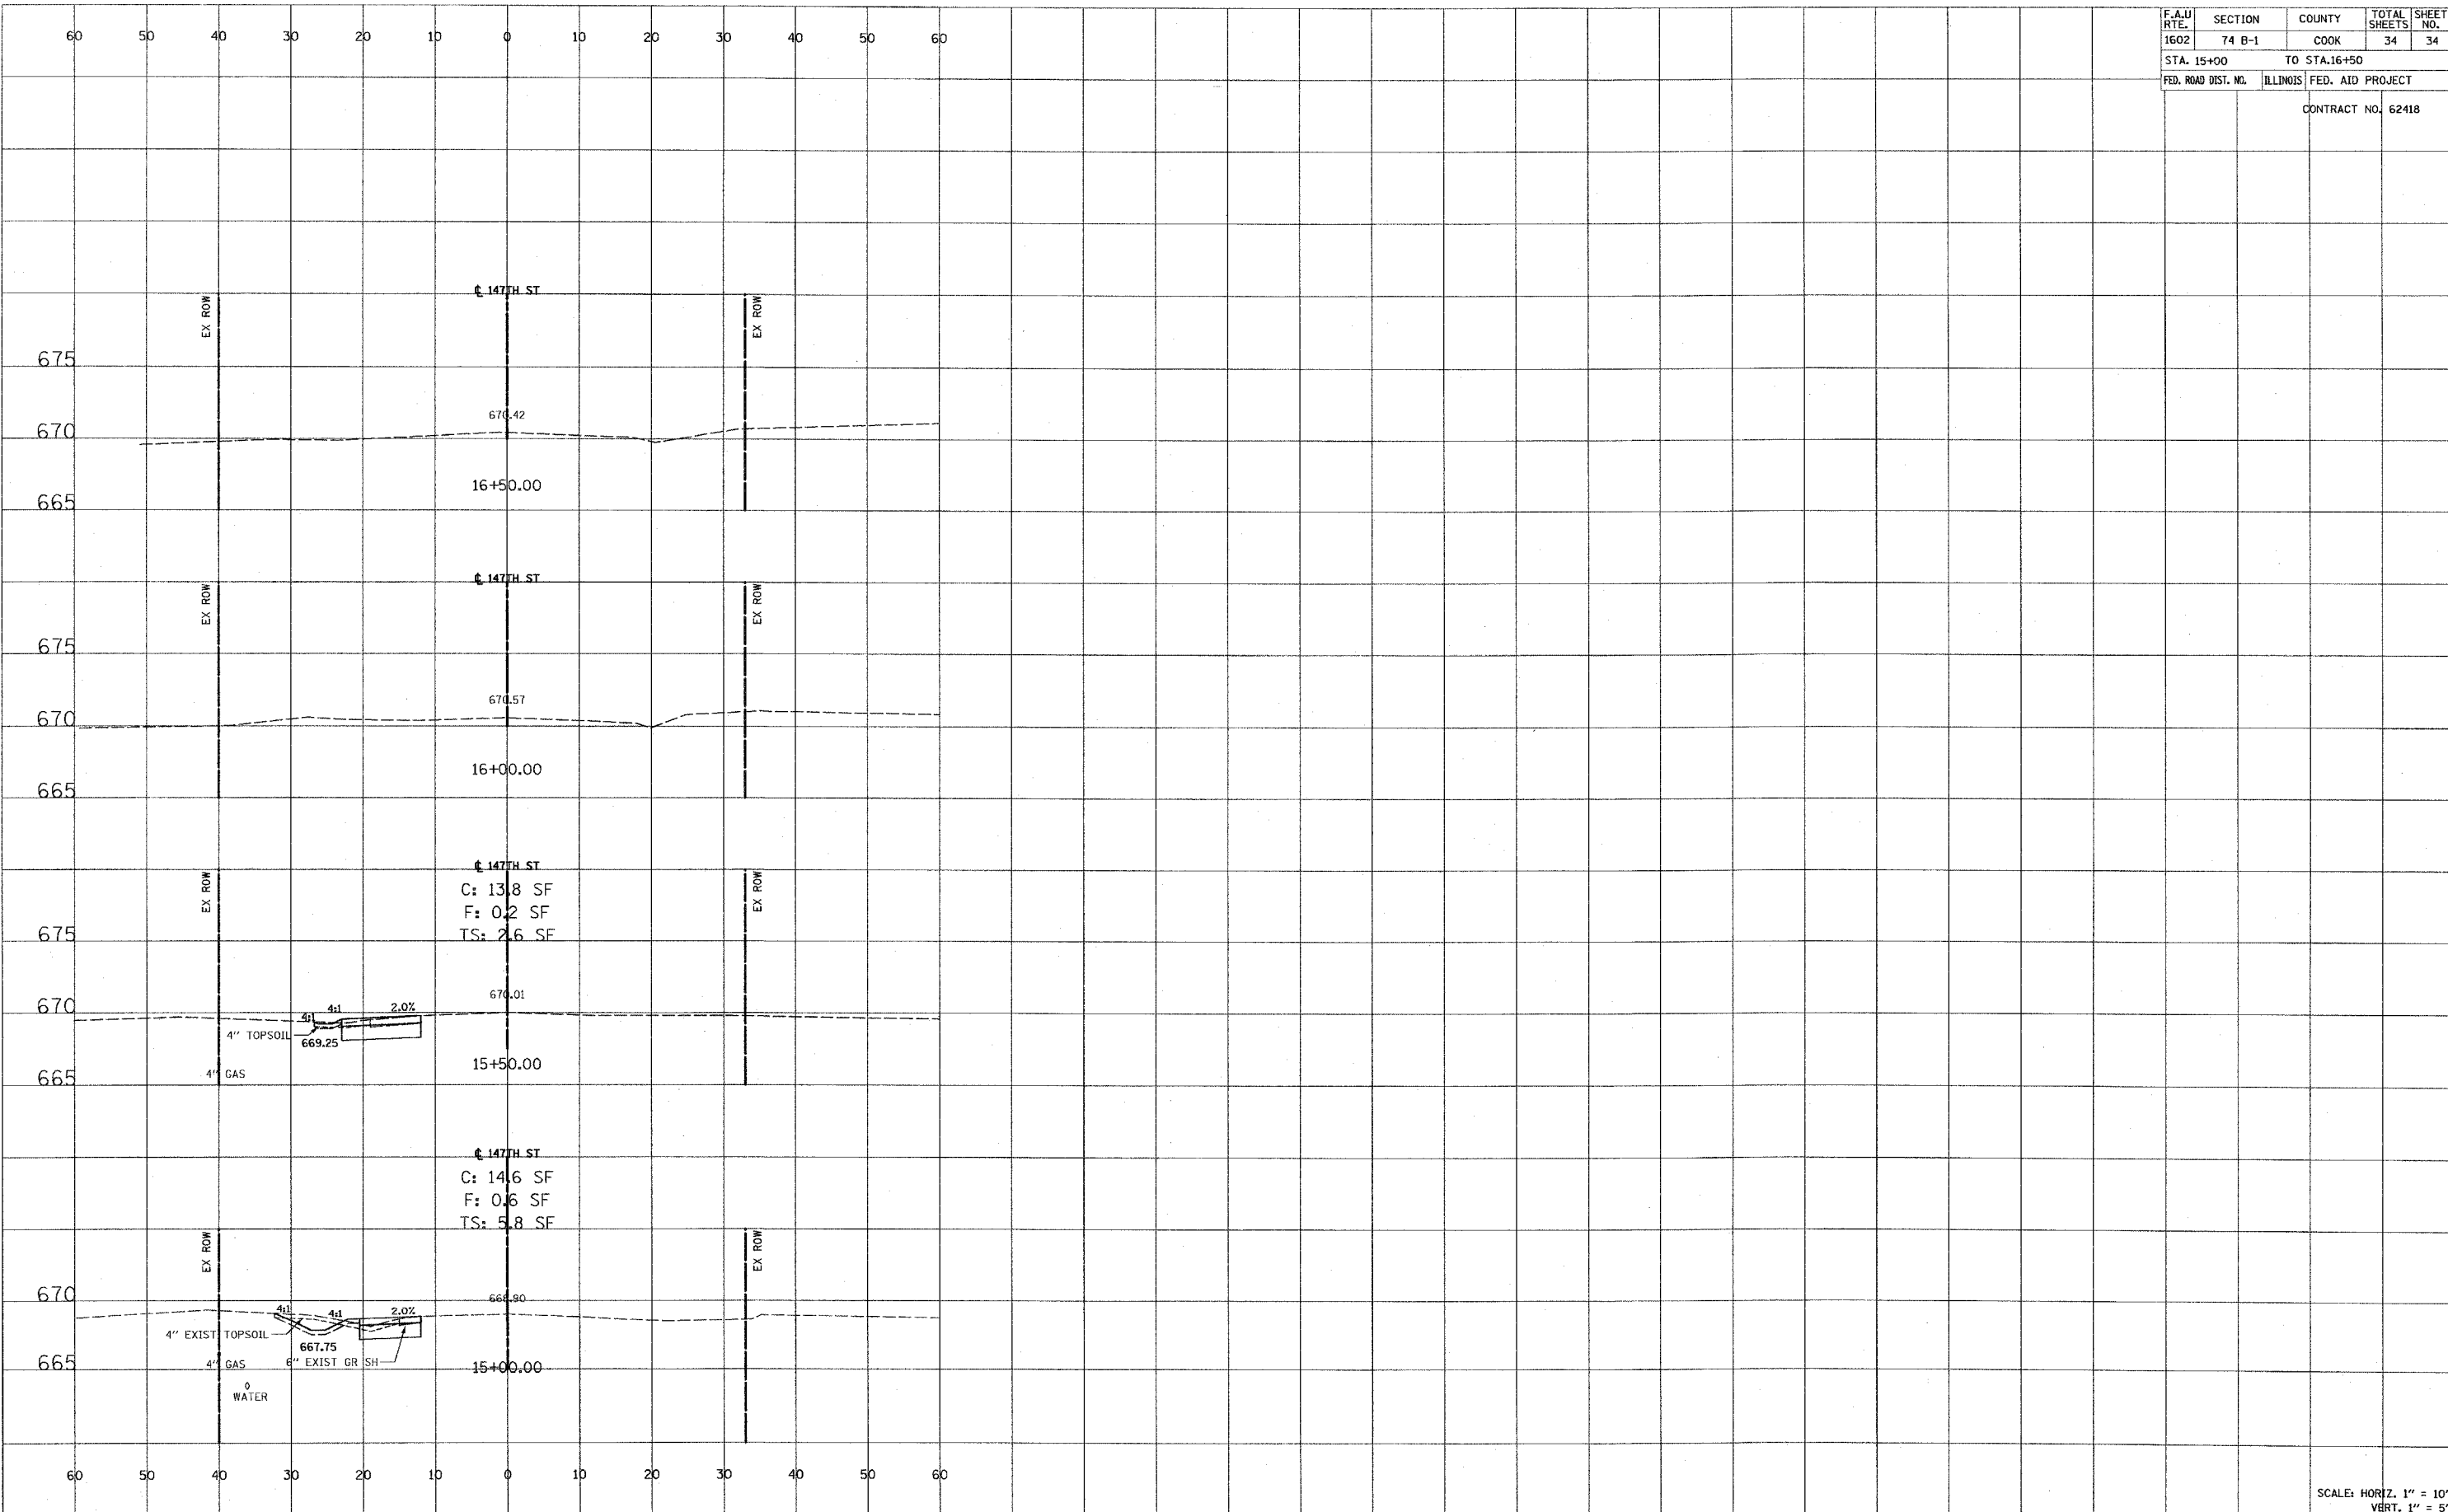 F.A.U RTE. SECTION COUNTY TOTAL SHEETS SHEET NO.
1602 74 B-1 COOK 34 34
STA. 15+00 TO STA.16+50
FED. ROAD DIST. NO. ILLINOIS FED. AID PROJECT
CONTRACT NO. 62418
60 50 40 30 20 10 0 10 20 30 40 50 60
℄ 147TH ST
EX ROW
EX ROW
675
670.42
670
16+50.00
665
℄ 147TH ST
EX ROW
EX ROW
675
670.57
670
16+00.00
665
℄ 147TH ST
EX ROW
EX ROW
C: 13.8 SF
F: 0.2 SF
TS: 2.6 SF
675
670.01
670
4:1 4:1 2.0%
4" TOPSOIL
669.25
15+50.00
4" GAS
665
℄ 147TH ST
C: 14.6 SF
F: 0.6 SF
TS: 5.8 SF
EX ROW
EX ROW
670
4:1 4:1 2.0%
4" EXIST TOPSOIL
667.75
6" EXIST GR SH
4" GAS
665
15+00.00
WATER
60 50 40 30 20 10 0 10 20 30 40 50 60
SCALE: HORIZ. 1" = 10'
VERT. 1" = 5'